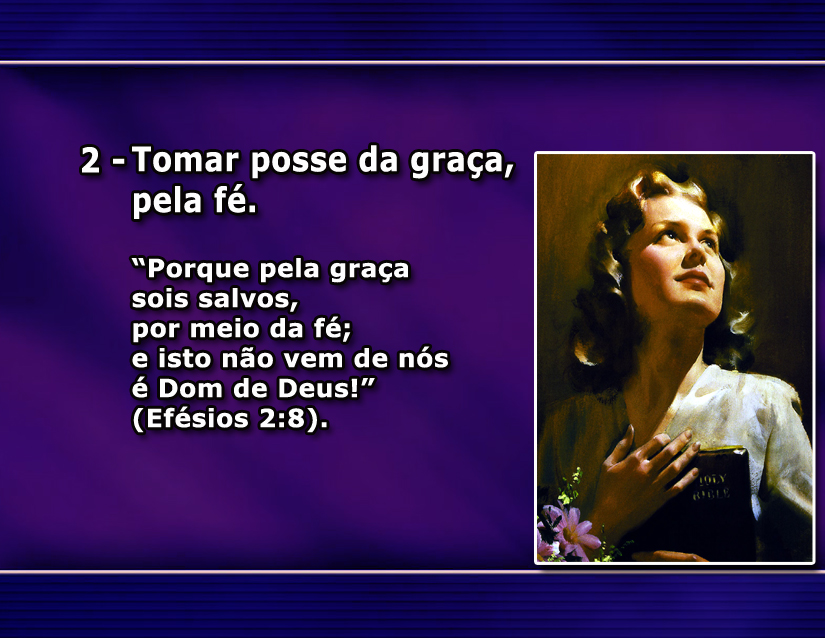 2 - Tomar posse da graça,
pela fé.
“Porque pela graça
sois salvos,
por meio da fé;
e isto não vem de nós
é Dom de Deus!”
(Efésios 2:8).
HOLY
BIBLE